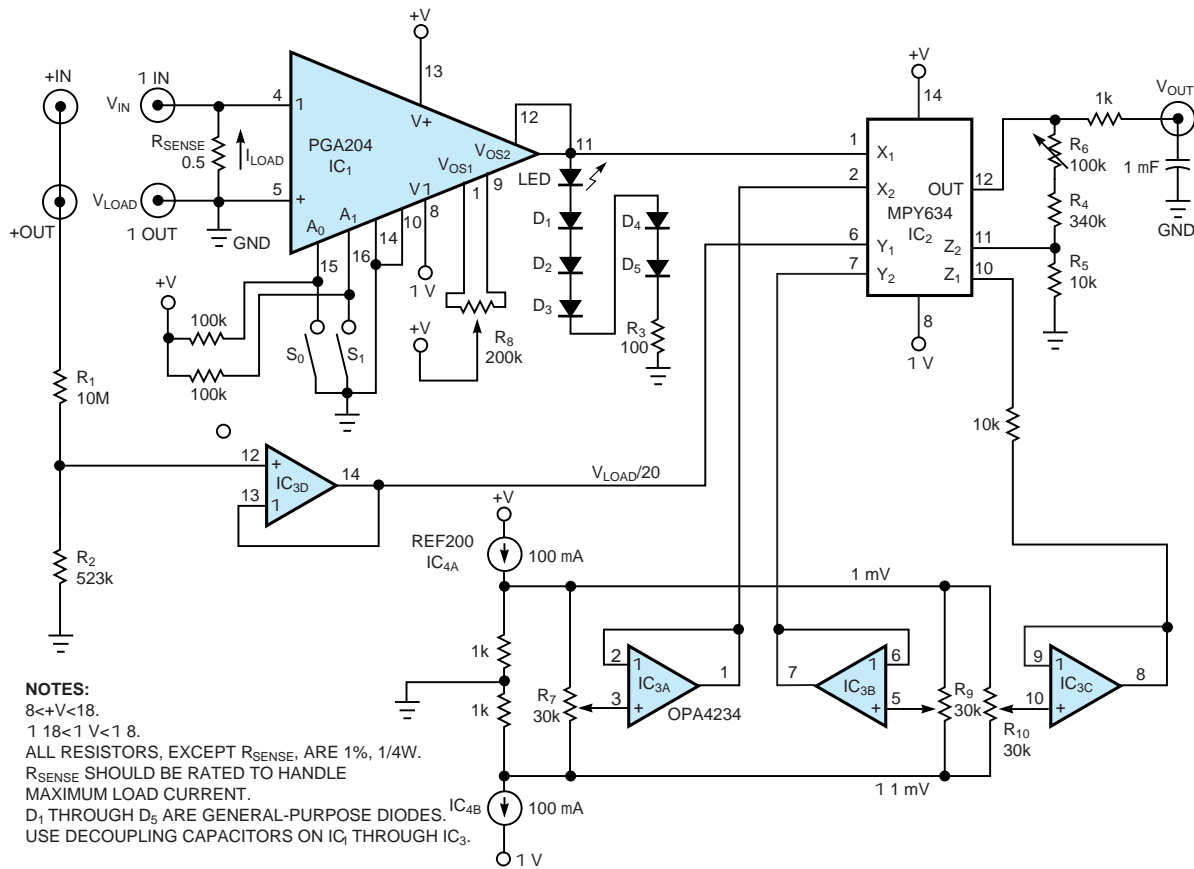 +V
13
+IN
1 IN
VIN
4
1
RSENSE
0.5
ILOAD
PGA204
IC1
V+
12
VOS2
11
VOS1
9
V1
1
8
10
14
16
15
A0
A1
5
+
VLOAD
1 OUT
+OUT
GND
1 V
LED
D1
D2
D3
D4
D5
R3
100
+V
100k
100k
S0
S1
+V
R8
200k
+V
14
1
X1
2
X2
6
Y1
7
Y2
MPY634
IC2
OUT
12
Z2
11
Z1
10
8
1 V
1k
VOUT
R6
100k
1 mF
R4
340k
GND
R5
10k
10k
R1
10M
12
+
IC3D
14
13
1
VLOAD/20
R2
523k
+V
REF200
IC4A
100 mA
1 mV
1k
1k
R7
30k
2
1
IC3A
1
3
+
OPA4234
7
IC3B
1
6
5
+
R9
30k
R10
30k
9
1
IC3C
8
10
+
1 1 mV
IC4B
100 mA
1 V
NOTES:
8<+V<18.
1 18<1 V<1 8.
ALL RESISTORS, EXCEPT RSENSE, ARE 1%, 1/4W.
RSENSE SHOULD BE RATED TO HANDLE
MAXIMUM LOAD CURRENT.
D1 THROUGH D5 ARE GENERAL-PURPOSE DIODES.
USE DECOUPLING CAPACITORS ON IC1 THROUGH IC3.